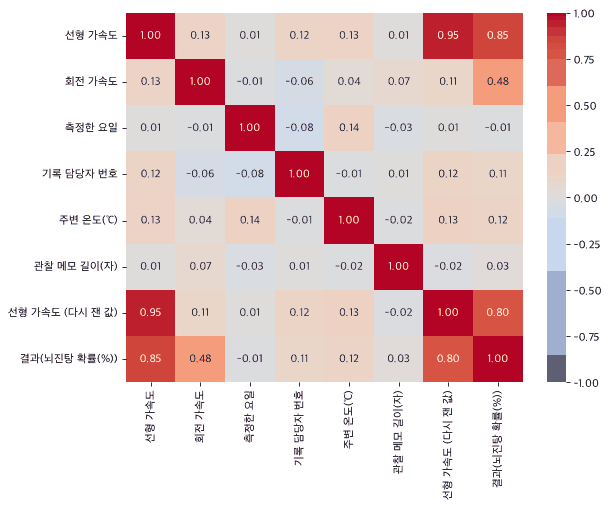 선형 가속도 1.00 0.13 0.01 0.12 0.13 0.01 0.95 0.85
회전 가속도 0.13 1.00 -0.01 -0.06 0.04 0.07 0.11 0.48
측정한 요일 0.01 -0.01 1.00 -0.08 0.14 -0.03 0.01 -0.01
기록 담당자 번호 0.12 -0.06 -0.08 1.00 -0.01 0.01 0.12 0.11
주변 온도(℃) 0.13 0.04 0.14 -0.01 1.00 -0.02 0.13 0.12
관찰 메모 길이(자) 0.01 0.07 -0.03 0.01 -0.02 1.00 -0.02 0.03
선형 가속도 (다시 잰 값) 0.95 0.11 0.01 0.12 0.13 -0.02 1.00 0.80
결과(뇌진탕 확률(%)) 0.85 0.48 -0.01 0.11 0.12 0.03 0.80 1.00
선형 가속도
회전 가속도
측정한 요일
기록 담당자 번호
주변 온도(℃)
관찰 메모 길이(자)
선형 가속도 (다시 잰 값)
결과(뇌진탕 확률(%))
1.00
0.75
0.50
0.25
0.00
-0.25
-0.50
-0.75
-1.00